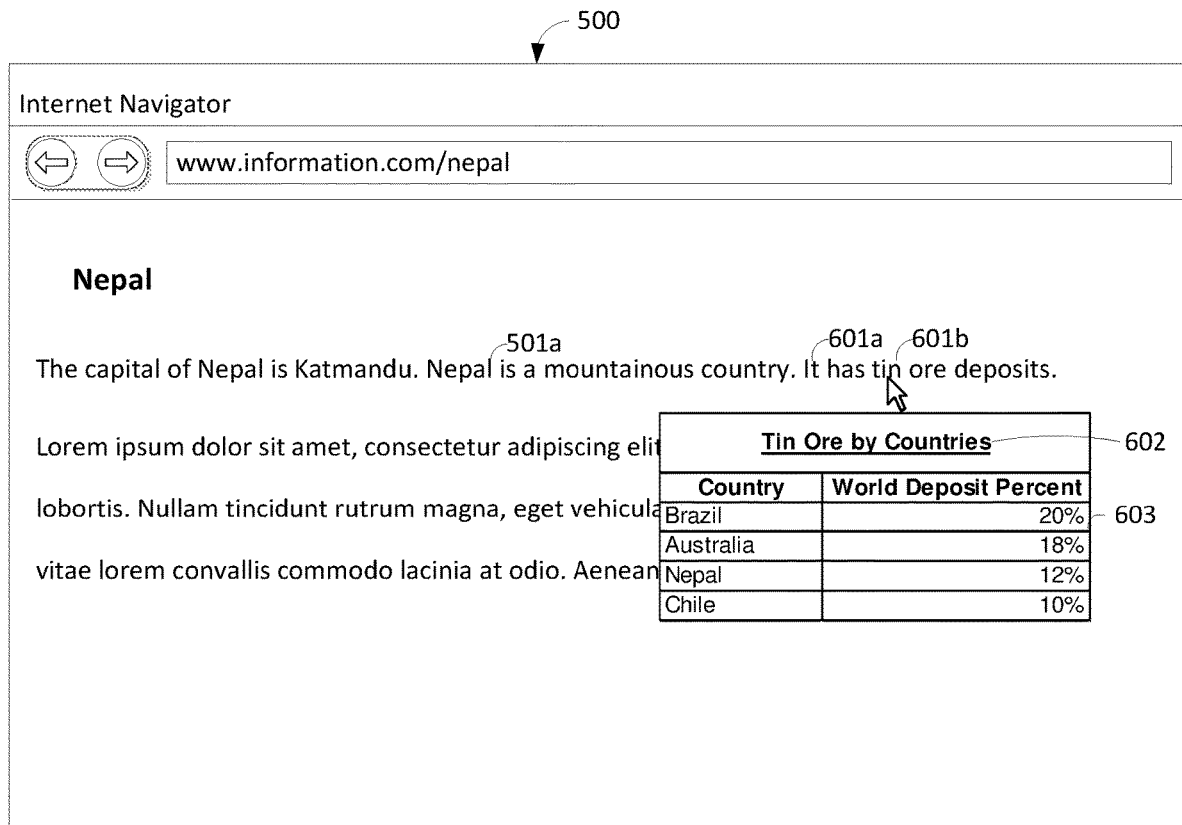 500
Internet Navigator
www.information.com/nepal
Nepal
501a 601a 601b
The capital of Nepal is Katmandu. Nepal is a mountainous country. It has tin ore deposits.
Lorem ipsum dolor sit amet, consectetur adipiscing elit
Tin Ore by Countries 602
Country World Deposit Percent
lobortis. Nullam tincidunt rutrum magna, eget vehicula
Brazil 20% 603
Australia 18%
vitae lorem convallis commodo lacinia at odio. Aenean
Nepal 12%
Chile 10%